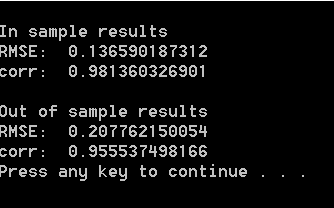 In sample results
RMSE:  0.136590187312
corr:  0.981360326901
Out of sample results
RMSE:  0.207762150054
corr:  0.955537498166
Press any key to continue . . .